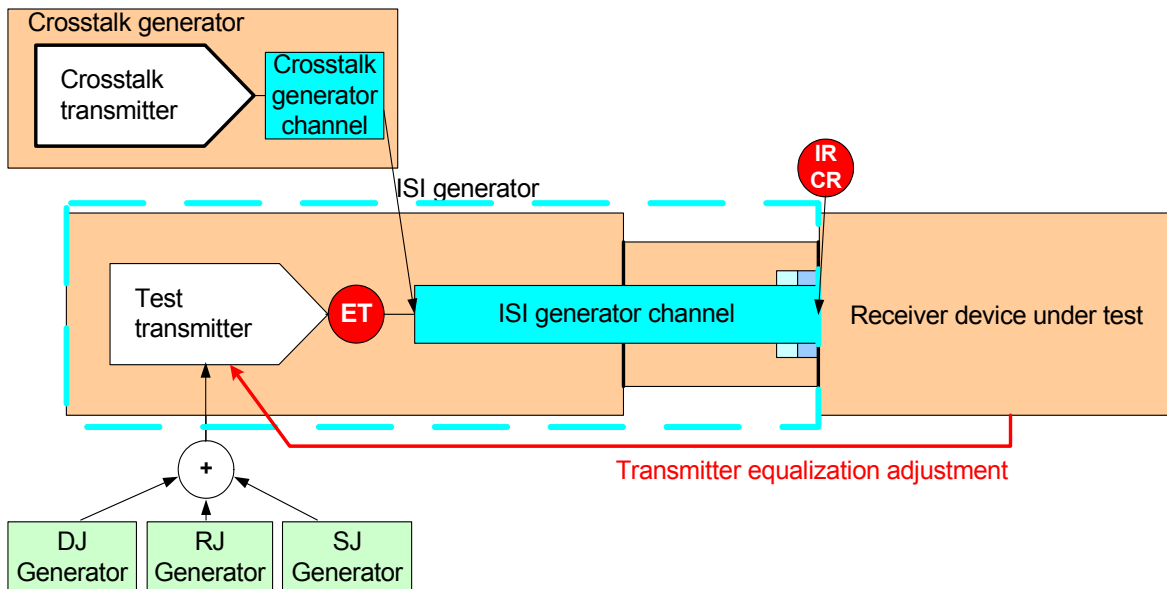 Crosstalk generator
Crosstalk
transmitter
Crosstalk
generator
channel
IR
CR
ISI generator
Test
transmitter
ET
ISI generator channel
Receiver device under test
Transmitter equalization adjustment
+
DJ
Generator
RJ
Generator
SJ
Generator